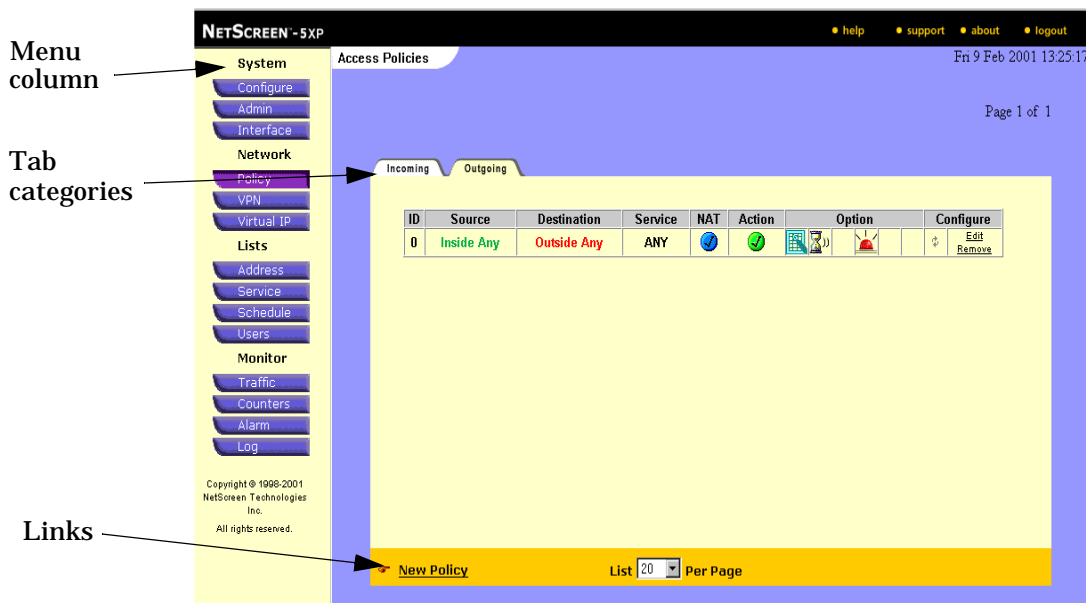 NETSCREEN™-5XP
help
support
about
logout
Menu column
System
Configure
Admin
Interface
Network
Policy
VPN
Virtual IP
Lists
Address
Service
Schedule
Users
Monitor
Traffic
Counters
Alarm
Log
Copyright © 1998-2001
NetScreen Technologies
Inc.
All rights reserved.
Access Policies
Fri 9 Feb 2001 13:25:17
Page 1 of 1
Tab categories
Incoming
Outgoing
ID Source Destination Service NAT Action Option Configure
0 Inside Any Outside Any ANY Edit
Remove
Links
New Policy
List 20 Per Page